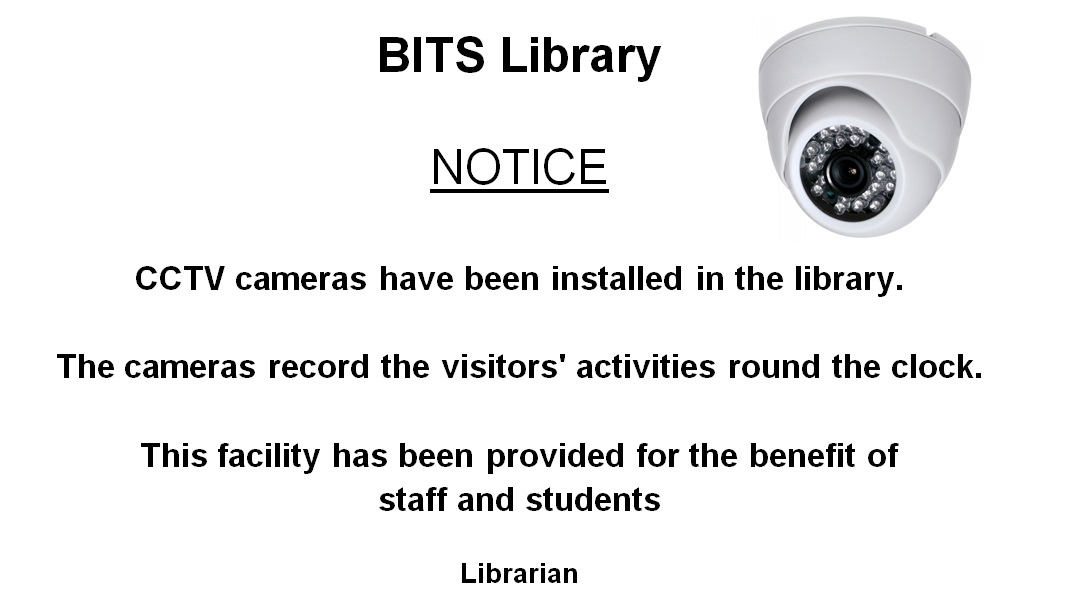 BITS Library
NOTICE
CCTV cameras have been installed in the library.
The cameras record the visitors' activities round the clock.
This facility has been provided for the benefit of
staff and students
Librarian